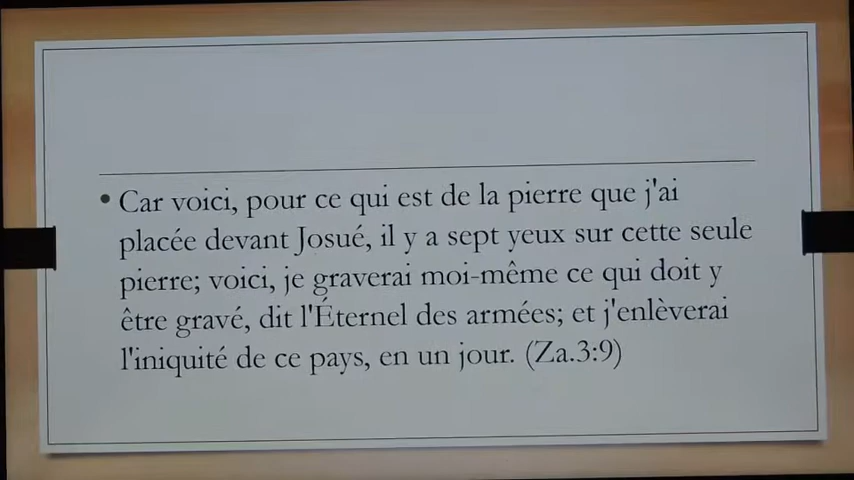 • Car voici, pour ce qui est de la pierre que j'ai
placée devant Josué, il y a sept yeux sur cette seule
pierre; voici, je graverai moi-même ce qui doit y
être gravé, dit l'Éternel des armées; et j'enlèverai
l'iniquité de ce pays, en un jour. (Za.3:9)